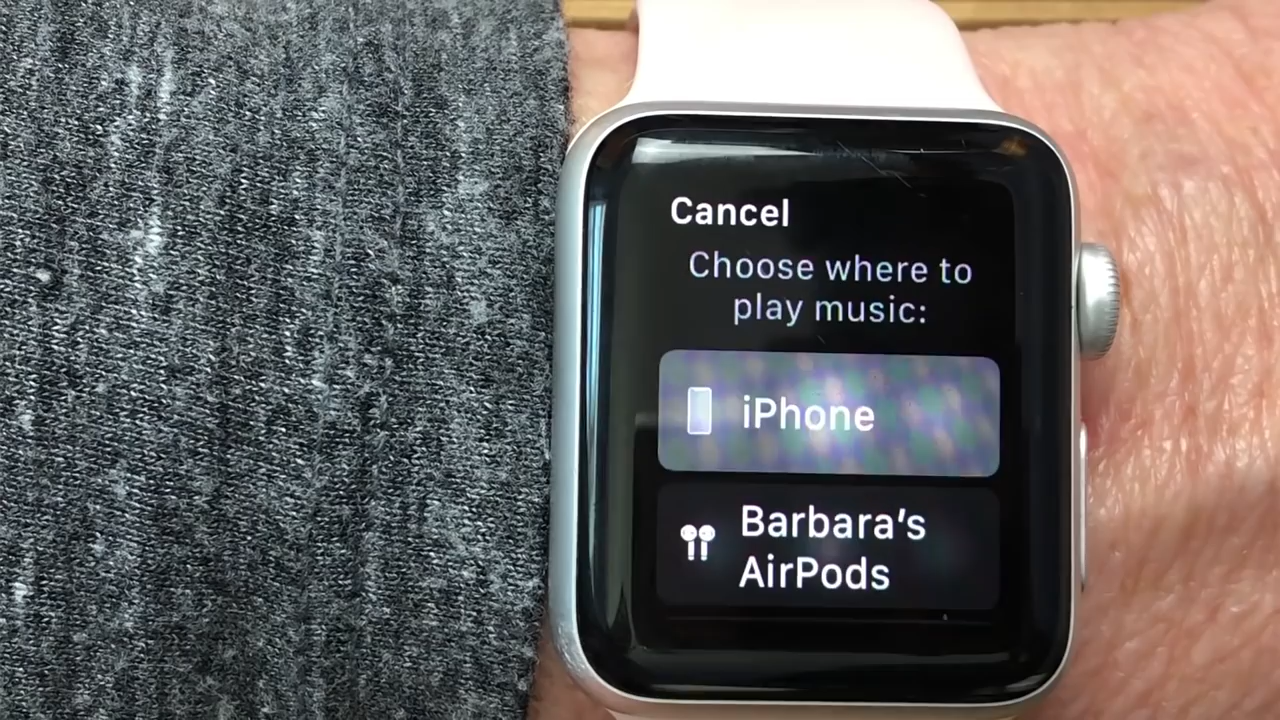 Cancel
Choose where to
play music:
iPhone
Barbara's
AirPods